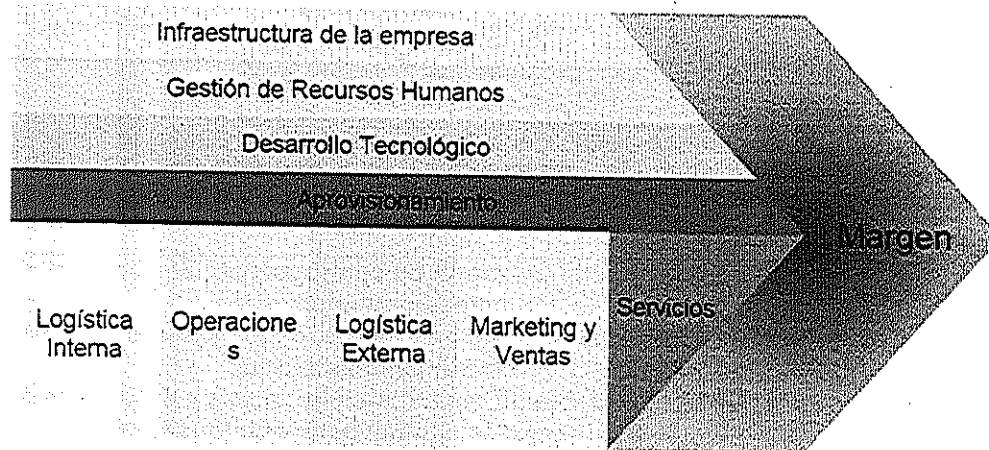 Infraestructura de la empresa
Gestión de Recursos Humanos
Desarrollo Tecnológico
Aprovisionamiento
Margen
Servicios
Logística
Interna
Operacione
s
Logística
Externa
Marketing y
Ventas